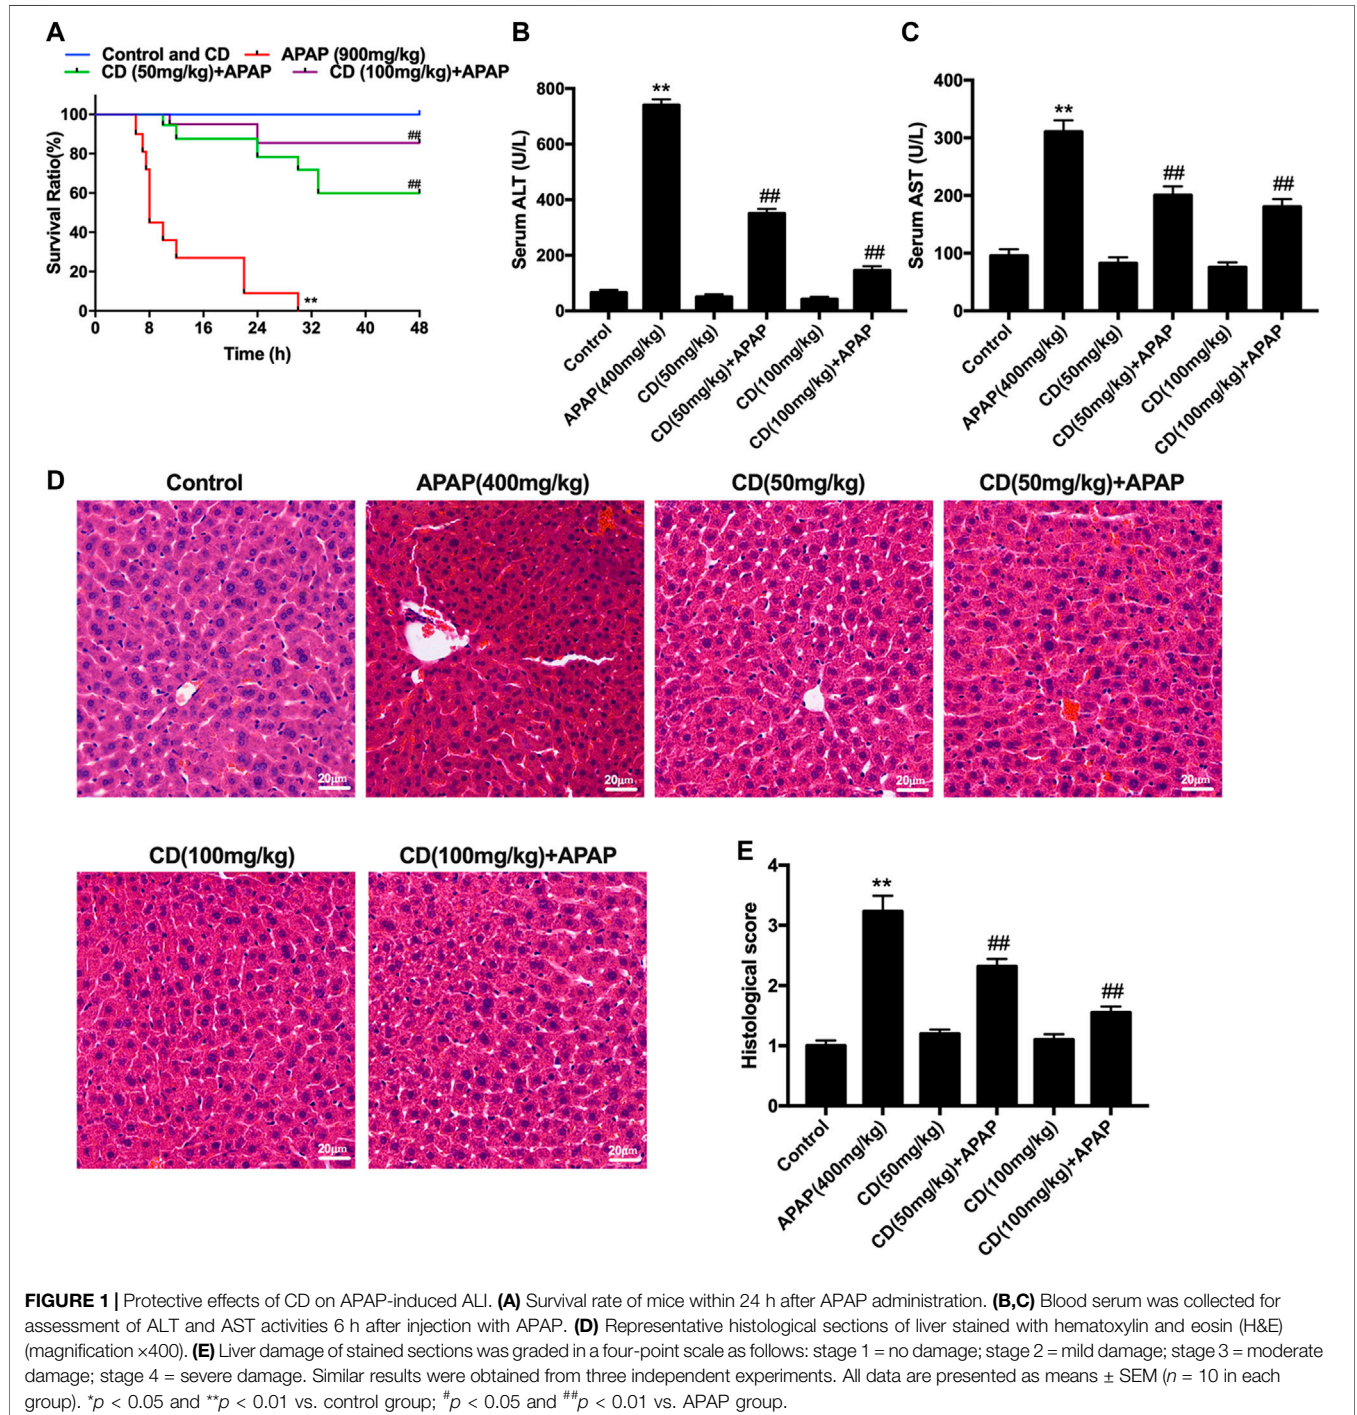 A
Control and CD APAP (900mg/kg)
CD (50mg/kg)+APAP CD (100mg/kg)+APAP
Survival Ratio(%)
100
80
60
40
20
0
##
##
**
0 8 16 24 32 40 48
Time (h)
B
Serum ALT (U/L)
800
600
400
200
0
**
##
##
Control
APAP(400mg/kg)
CD(50mg/kg)
CD(50mg/kg)+APAP
CD(100mg/kg)
CD(100mg/kg)+APAP
C
Serum AST (U/L)
400
300
200
100
0
**
##
##
Control
APAP(400mg/kg)
CD(50mg/kg)
CD(50mg/kg)+APAP
CD(100mg/kg)
CD(100mg/kg)+APAP
D
Control APAP(400mg/kg) CD(50mg/kg) CD(50mg/kg)+APAP
20μm 20μm 20μm 20μm
CD(100mg/kg) CD(100mg/kg)+APAP
20μm 20μm
E
Histological score
4
3
2
1
0
**
##
##
Control
APAP(400mg/kg)
CD(50mg/kg)
CD(50mg/kg)+APAP
CD(100mg/kg)
CD(100mg/kg)+APAP
FIGURE 1 | Protective effects of CD on APAP-induced ALI. (A) Survival rate of mice within 24 h after APAP administration. (B,C) Blood serum was collected for
assessment of ALT and AST activities 6 h after injection with APAP. (D) Representative histological sections of liver stained with hematoxylin and eosin (H&E)
(magnification ×400). (E) Liver damage of stained sections was graded in a four-point scale as follows: stage 1 = no damage; stage 2 = mild damage; stage 3 = moderate
damage; stage 4 = severe damage. Similar results were obtained from three independent experiments. All data are presented as means ± SEM (n = 10 in each
group). *p < 0.05 and **p < 0.01 vs. control group; #p < 0.05 and ##p < 0.01 vs. APAP group.